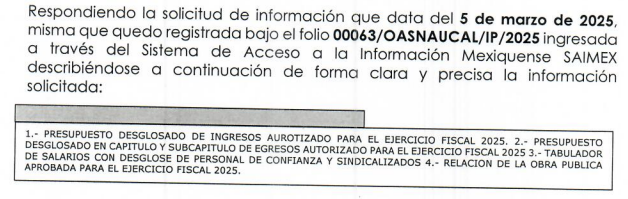 Respondiendo la solicitud de información que data del 5 de marzo de 2025,
misma que quedo registrada bajo el folio 00063/OASNAUCAL/IP/2025 ingresada
a través del Sistema de Acceso a la Información Mexiquense SAIMEX
describiéndose a continuación de forma clara y precisa la información
solicitada:
1.- PRESUPUESTO DESGLOSADO DE INGRESOS AUROTIZADO PARA EL EJERCICIO FISCAL 2025. 2.- PRESUPUESTO
DESGLOSADO EN CAPITULO Y SUBCAPITULO DE EGRESOS AUTORIZADO PARA EL EJERCICIO FISCAL 2025 3.- TABULADOR
DE SALARIOS CON DESGLOSE DE PERSONAL DE CONFIANZA Y SINDICALIZADOS 4.- RELACION DE LA OBRA PUBLICA
APROBADA PARA EL EJERCICIO FISCAL 2025.